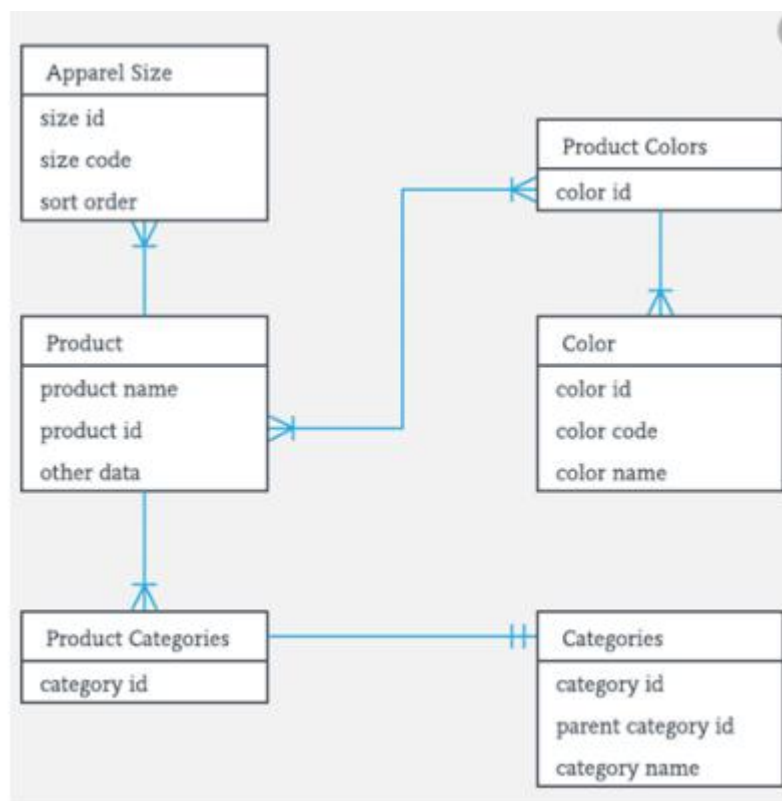 Apparel Size
size id
size code
sort order
Product Colors
color id
Product
product name
product id
other data
Color
color id
color code
color name
Product Categories
category id
Categories
category id
parent category id
category name